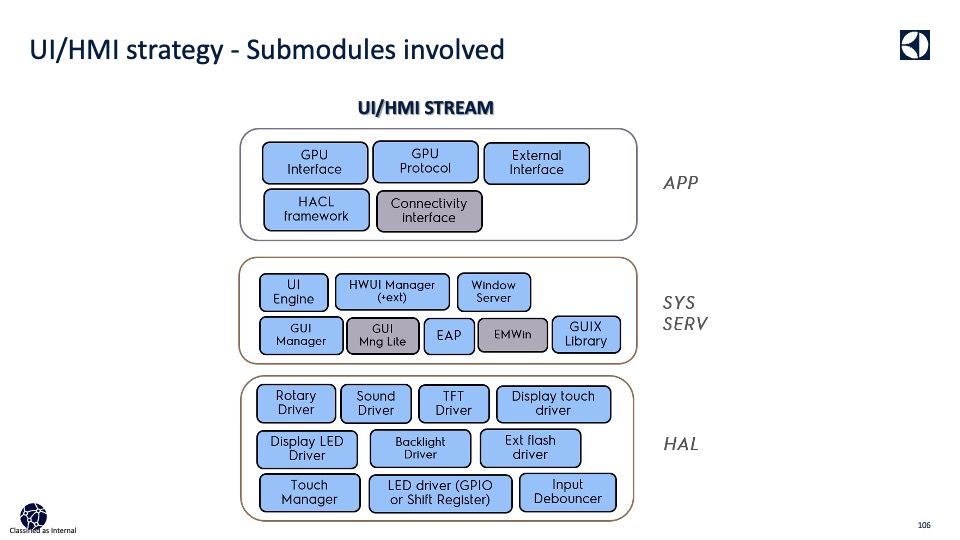 UI/HMI strategy - Submodules involved
UI/HMI STREAM
GPU
Interface
GPU
Protocol
External
Interface
HACL
framework
Connectivity
interface
APP
UI
Engine
HWUI Manager
(+ext)
Window
Server
GUI
Manager
GUI
Mng Lite
EAP
EMWin
GUIX
Library
SYS
SERV
Rotary
Driver
Sound
Driver
TFT
Driver
Display touch
driver
Display LED
Driver
Backlight
Driver
Ext flash
driver
Touch
Manager
LED driver (GPIO
or Shift Register)
Input
Debouncer
HAL
Classified as Internal
106